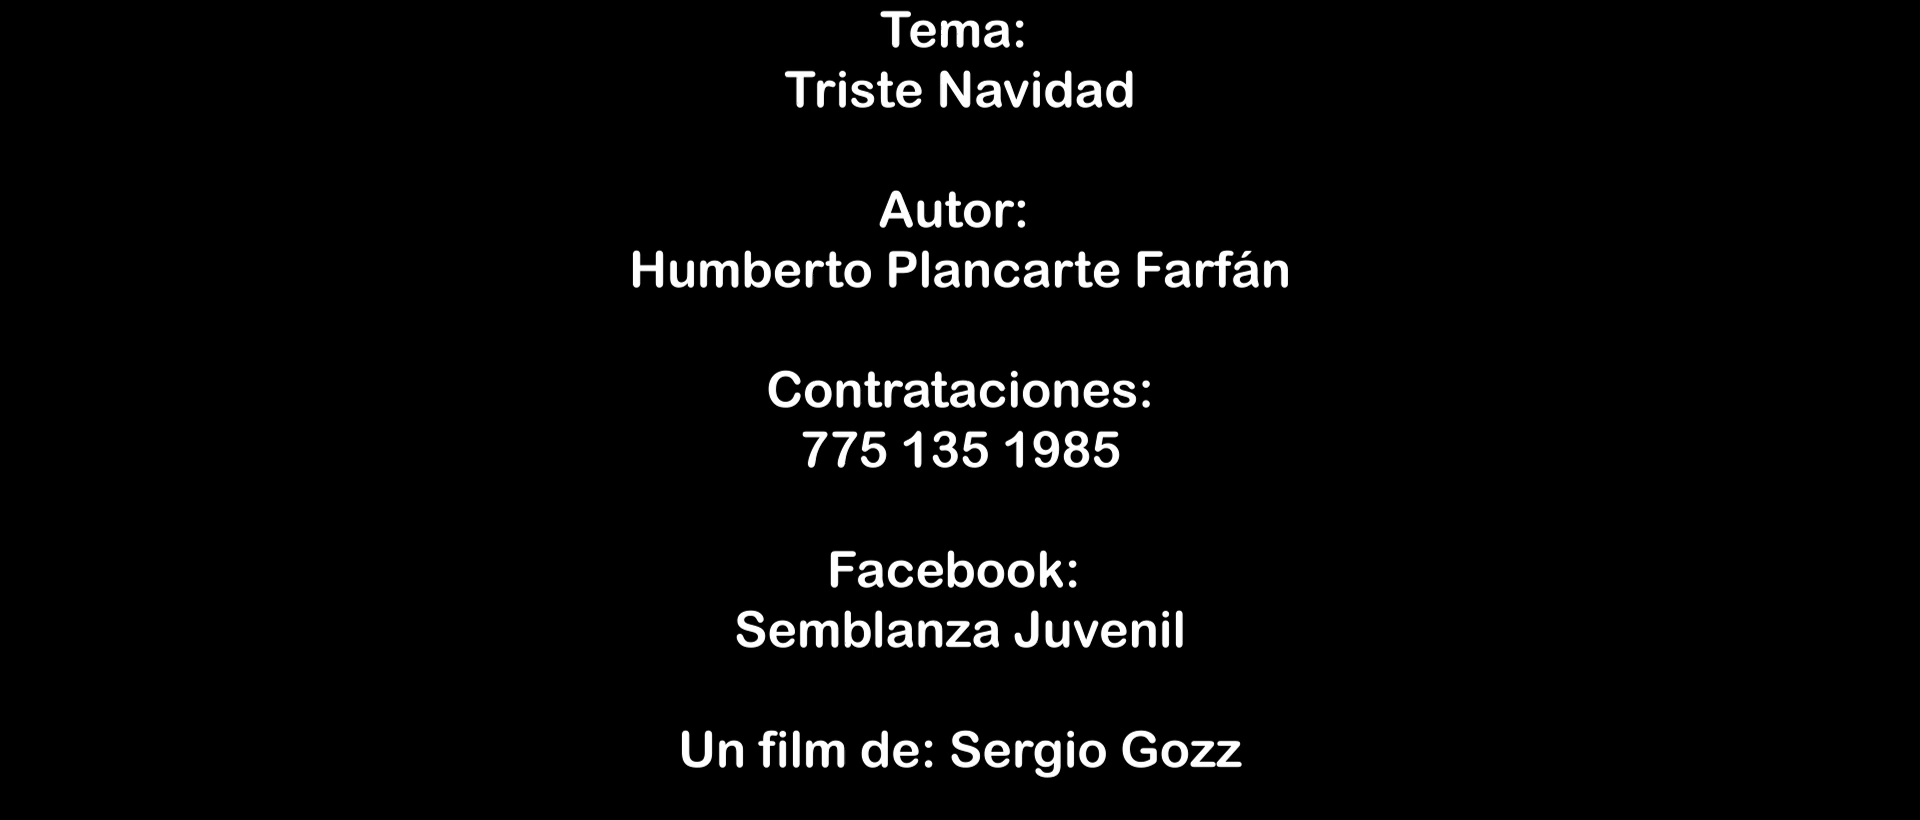 Tema:
Triste Navidad
Autor:
Humberto Plancarte Farfán
Contrataciones:
775 135 1985
Facebook:
Semblanza Juvenil
Un film de: Sergio Gozz